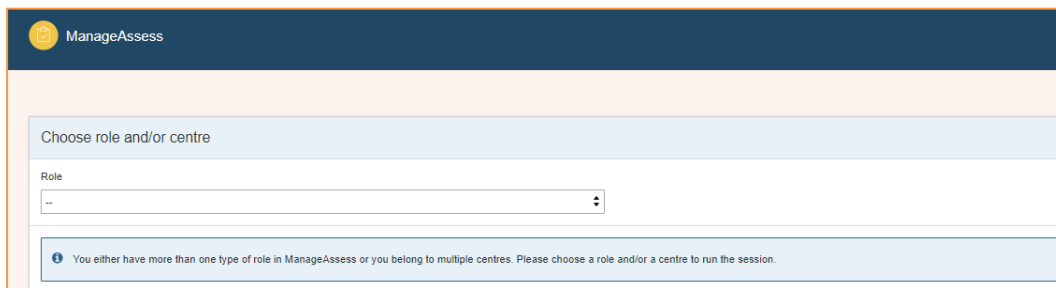 ManageAssess
Choose role and/or centre
Role
--
You either have more than one type of role in ManageAssess or you belong to multiple centres. Please choose a role and/or a centre to run the session.